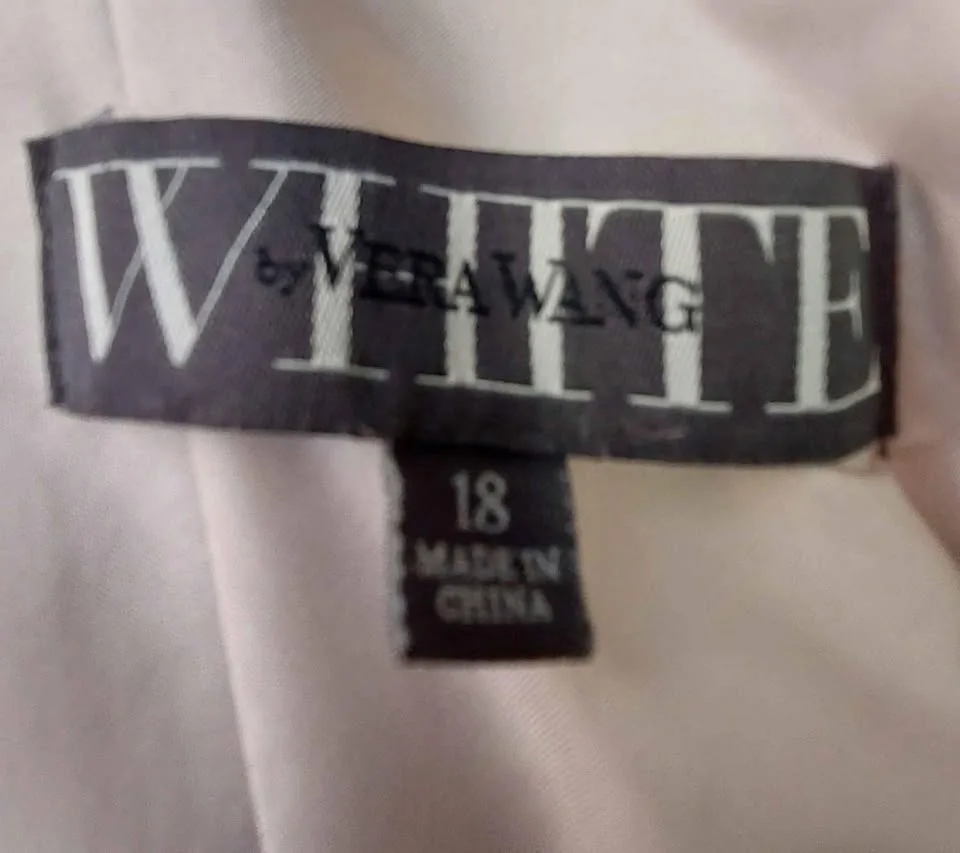 WHITE
by VERA WANG
18
MADE IN
CHINA